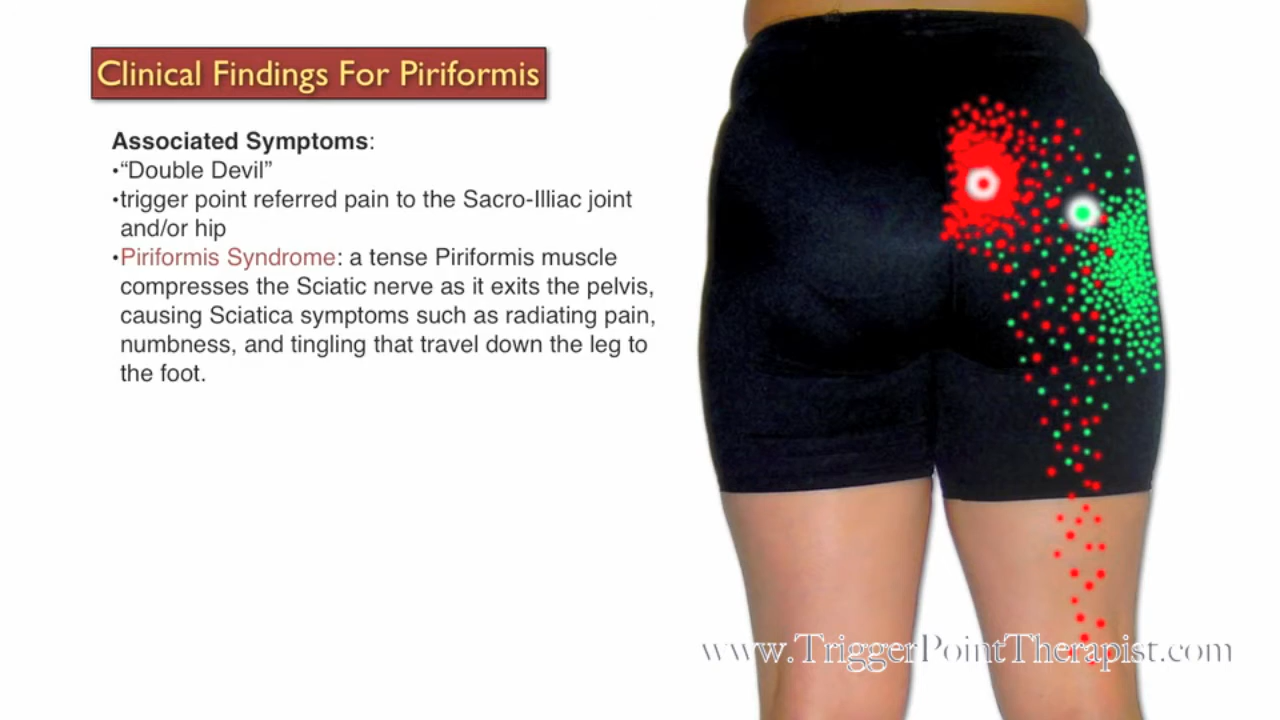 Clinical Findings For Piriformis
Associated Symptoms:
•“Double Devil”
•trigger point referred pain to the Sacro-Illiac joint
and/or hip
•Piriformis Syndrome: a tense Piriformis muscle
compresses the Sciatic nerve as it exits the pelvis,
causing Sciatica symptoms such as radiating pain,
numbness, and tingling that travel down the leg to
the foot.
www.TriggerPointTherapist.com